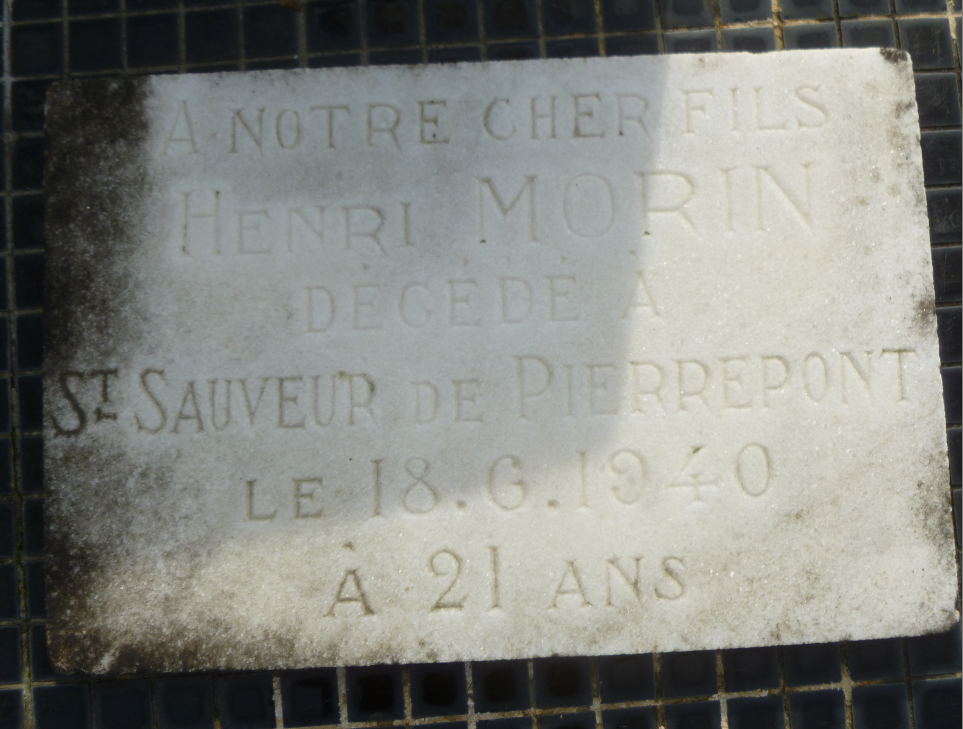 A NOTRE CHER FILS
HENRI MORIN
DÉCÉDÉ À
ST SAUVEUR DE PIERREPONT
LE 18.6.1940
À 21 ANS